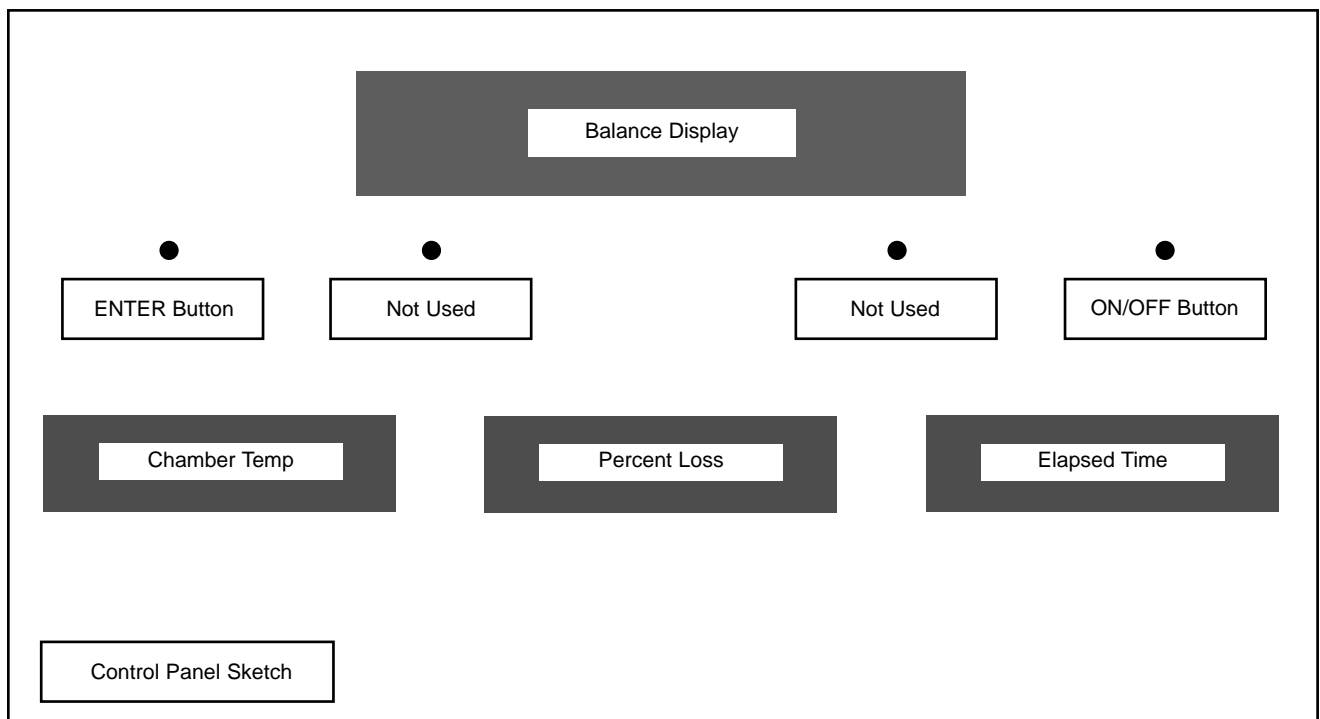 Balance Display
ENTER Button
Not Used
Not Used
ON/OFF Button
Chamber Temp
Percent Loss
Elapsed Time
Control Panel Sketch